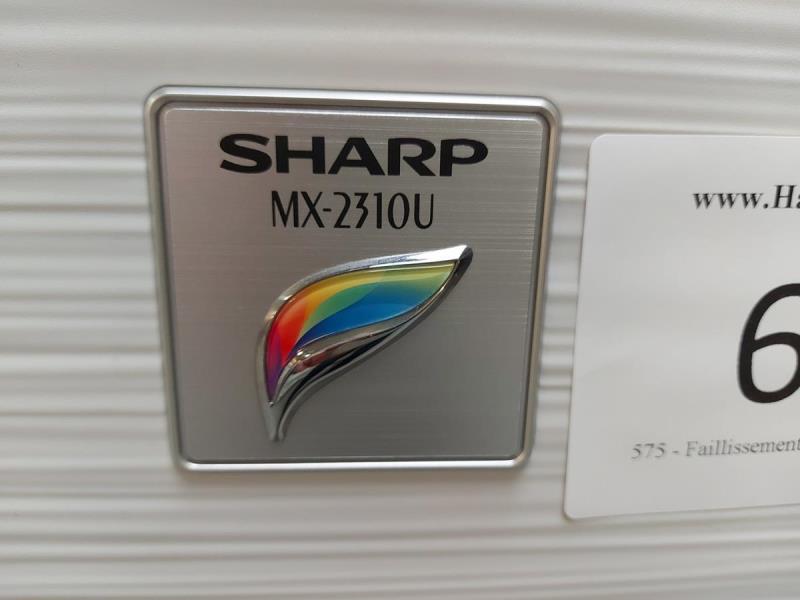 SHARP
MX-2310U
www.Ha
6
575 - Faillissement